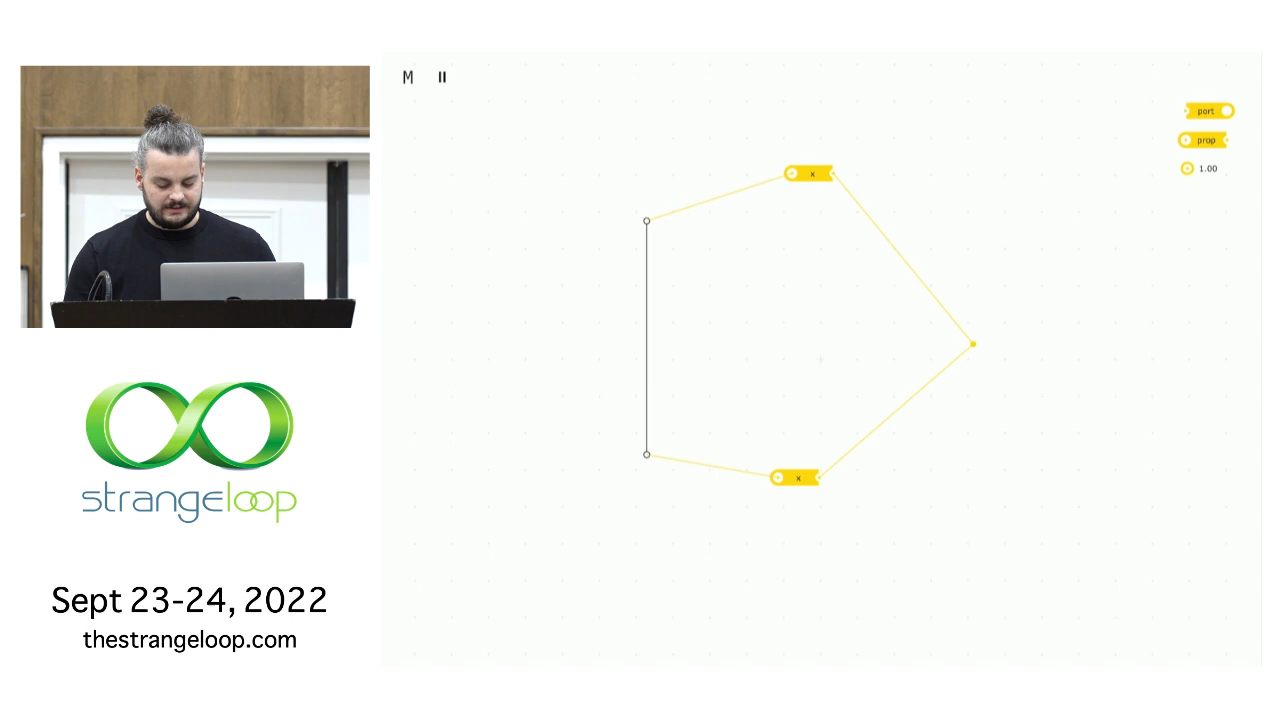 M
port
prop
1.00
x
x
strangeloop
Sept 23-24, 2022
thestrangeloop.com